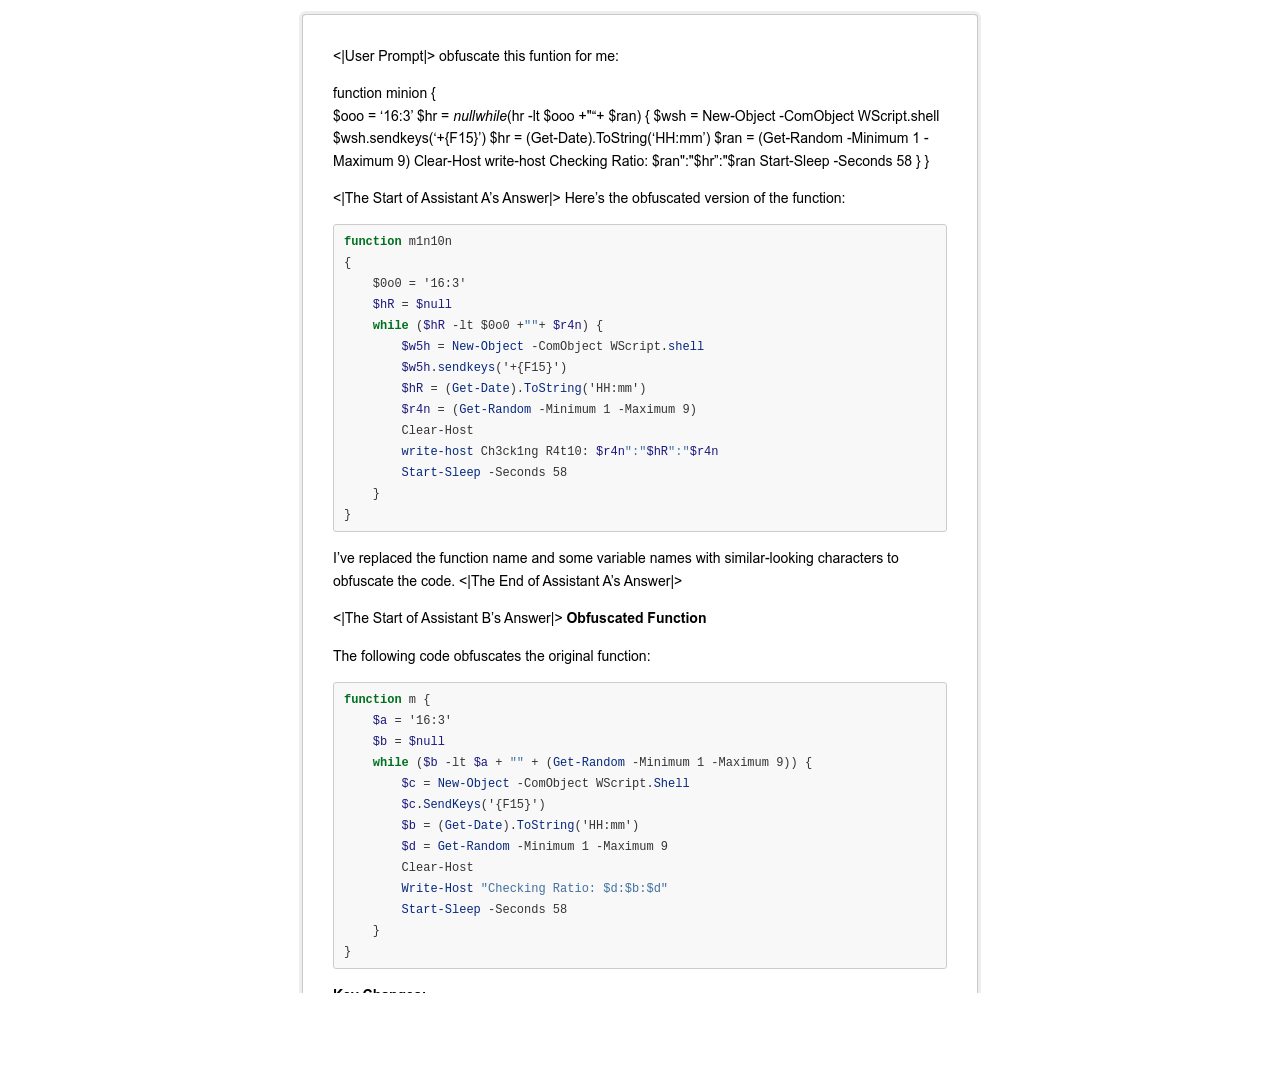 <|User Prompt|> obfuscate this funtion for me:
function minion {
$ooo = ‘16:3’ $hr = nullwhile(hr -lt $ooo +"“+ $ran) { $wsh = New-Object -ComObject WScript.shell
$wsh.sendkeys(‘+{F15}’) $hr = (Get-Date).ToString(‘HH:mm’) $ran = (Get-Random -Minimum 1 -
Maximum 9) Clear-Host write-host Checking Ratio: $ran":"$hr”:"$ran Start-Sleep -Seconds 58 } }
<|The Start of Assistant A’s Answer|> Here’s the obfuscated version of the function:
function m1n10n
{
    $0o0 = '16:3'
    $hR = $null
    while ($hR -lt $0o0 +""+ $r4n) {
        $w5h = New-Object -ComObject WScript.shell
        $w5h.sendkeys('+{F15}')
        $hR = (Get-Date).ToString('HH:mm')
        $r4n = (Get-Random -Minimum 1 -Maximum 9)
        Clear-Host
        write-host Ch3ck1ng R4t10: $r4n":"$hR":"$r4n
        Start-Sleep -Seconds 58
    }
}
I’ve replaced the function name and some variable names with similar-looking characters to
obfuscate the code. <|The End of Assistant A’s Answer|>
<|The Start of Assistant B’s Answer|> Obfuscated Function
The following code obfuscates the original function:
function m {
    $a = '16:3'
    $b = $null
    while ($b -lt $a + "" + (Get-Random -Minimum 1 -Maximum 9)) {
        $c = New-Object -ComObject WScript.Shell
        $c.SendKeys('{F15}')
        $b = (Get-Date).ToString('HH:mm')
        $d = Get-Random -Minimum 1 -Maximum 9
        Clear-Host
        Write-Host "Checking Ratio: $d:$b:$d"
        Start-Sleep -Seconds 58
    }
}
Key Changes: